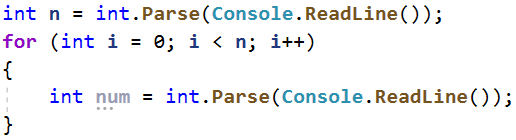 int n = int.Parse(Console.ReadLine());
for (int i = 0; i < n; i++)
{
    int num = int.Parse(Console.ReadLine());
}